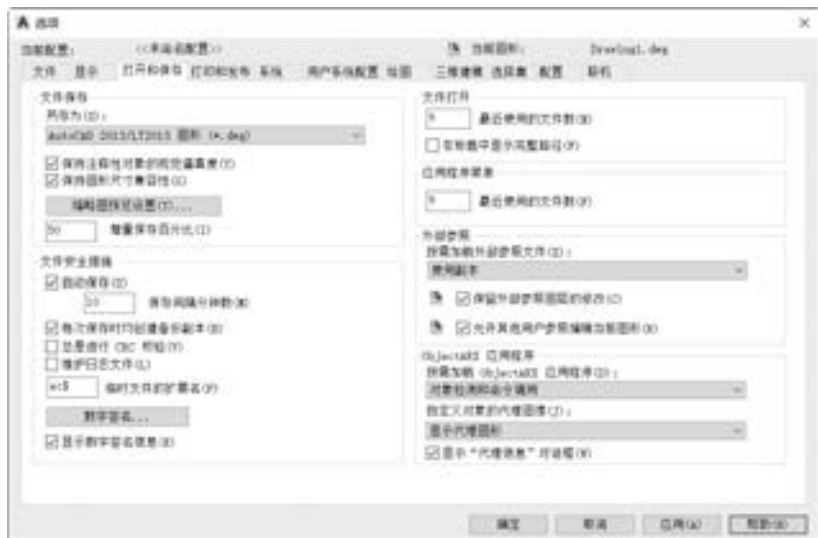 选项
当前配置: <<未命名配置>> 当前图形: Drawing1.dwg
文件 显示 打开和保存 打印和发布 系统 用户系统配置 绘图 三维建模 选择集 配置 联机
文件保存
另存为(S):
AutoCAD 2013/LT2013 图形 (*.dwg)
保持注释性对象的视觉逼真度(Y)
保持图形尺寸兼容性(Z)
缩略图预览设置(T)...
50 增量保存百分比(I)
文件安全措施
自动保存(U)
10 保存间隔分钟数(M)
每次保存时均创建备份副本(B)
总是进行 CRC 校验(V)
维护日志文件(L)
ac$ 临时文件的扩展名(P)
数字签名...
显示数字签名信息(E)
文件打开
9 最近使用的文件数(N)
在标题中显示完整路径(F)
应用程序菜单
9 最近使用的文件数(F)
外部参照
按需加载外部参照文件(X):
使用副本
保留外部参照图层的修改(C)
允许其他用户参照编辑当前图形(R)
ObjectARX 应用程序
按需加载 ObjectARX 应用程序(D):
对象检测和命令调用
自定义对象的代理图像(J):
显示代理图形
显示“代理信息”对话框(W)
确定 取消 应用(A) 帮助(H)